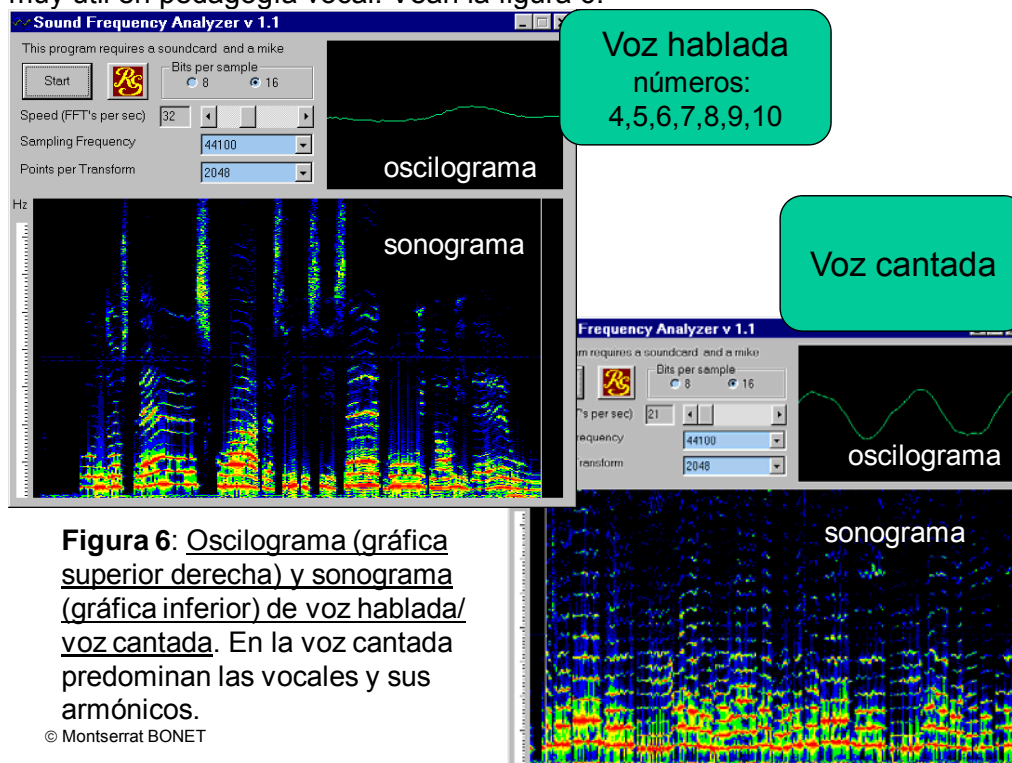 muy útil en pedagogía vocal. Vean la figura 6.
Sound Frequency Analyzer v 1.1
This program requires a soundcard and a mike
Start
Bits per sample
8 16
Speed (FFT's per sec) 32
Sampling Frequency 44100
Points per Transform 2048
oscilograma
Hz
sonograma
Voz hablada
números:
4,5,6,7,8,9,10
Voz cantada
Frequency Analyzer v 1.1
requires a soundcard and a mike
Bits per sample
8 16
's per sec) 21
requency 44100
ransform 2048
oscilograma
sonograma
Figura 6: Oscilograma (gráfica
superior derecha) y sonograma
(gráfica inferior) de voz hablada/
voz cantada. En la voz cantada
predominan las vocales y sus
armónicos.
© Montserrat BONET